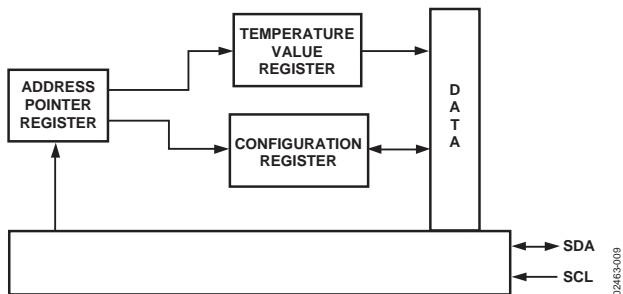 TEMPERATURE
VALUE
REGISTER
ADDRESS
POINTER
REGISTER
D
A
T
A
CONFIGURATION
REGISTER
SDA
SCL
02463-009